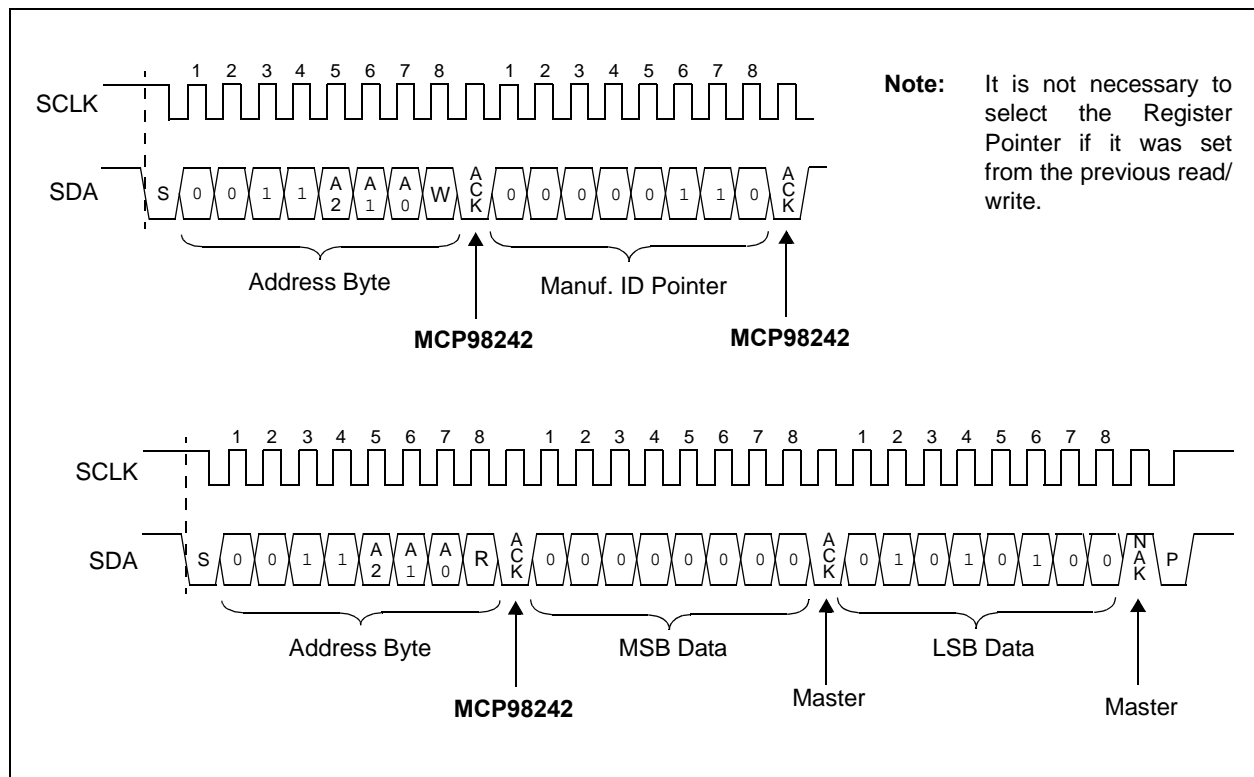 1 2 3 4 5 6 7 8 1 2 3 4 5 6 7 8
SCLK
SDA
S 0 0 1 1 A2 A1 A0 W ACK 0 0 0 0 0 1 1 0 ACK
Address Byte
Manuf. ID Pointer
MCP98242
MCP98242
Note: It is not necessary to
select the Register
Pointer if it was set
from the previous read/
write.
1 2 3 4 5 6 7 8 1 2 3 4 5 6 7 8 1 2 3 4 5 6 7 8
SCLK
SDA
S 0 0 1 1 A2 A1 A0 R ACK 0 0 0 0 0 0 0 0 ACK 0 1 0 1 0 1 0 0 NAK P
Address Byte
MSB Data
LSB Data
MCP98242
Master
Master